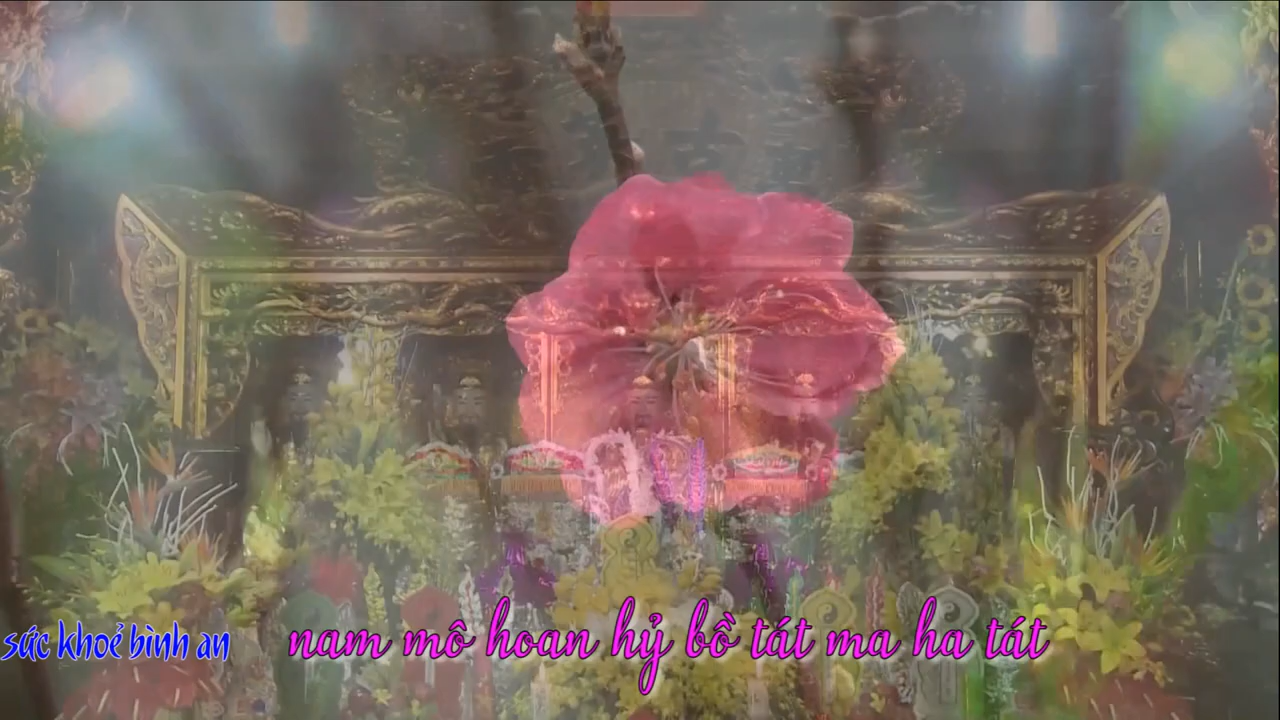 sức khoẻ bình an
nam mô hoan hỷ bồ tát ma ha tát